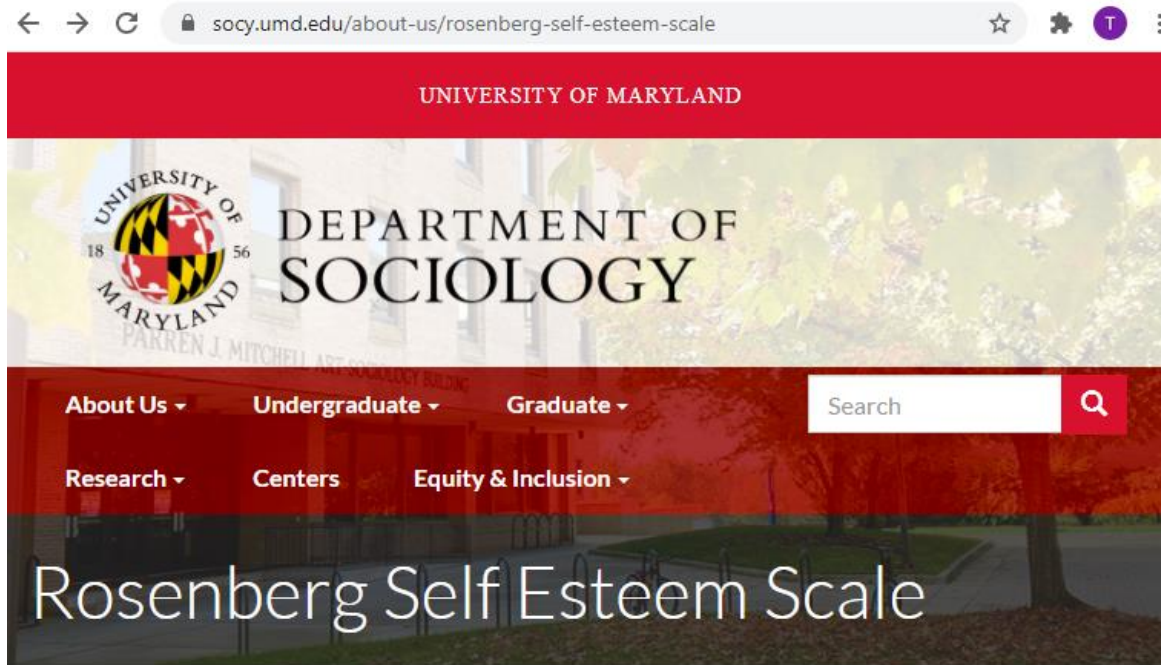 socy.umd.edu/about-us/rosenberg-self-esteem-scale
T
UNIVERSITY OF MARYLAND
UNIVERSITY OF
18 56
MARYLAND
DEPARTMENT OF
SOCIOLOGY
PARREN J. MITCHELL ART-SOCIOLOGY BUILDING
About Us
Undergraduate
Graduate
Search
Research
Centers
Equity & Inclusion
Rosenberg Self Esteem Scale